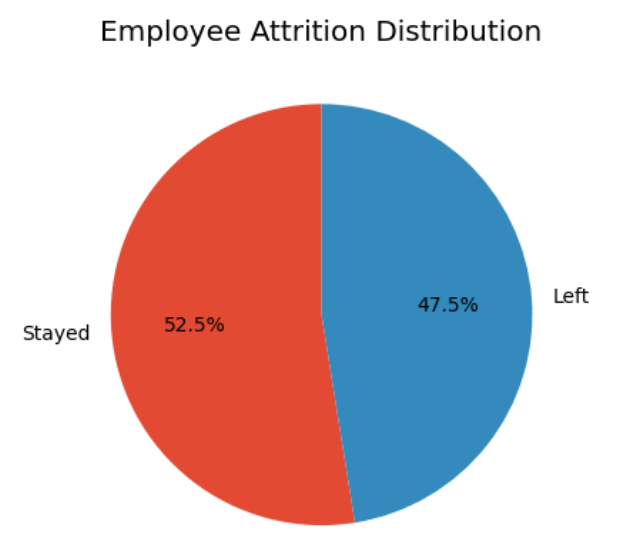 Employee Attrition Distribution
Left
47.5%
52.5%
Stayed